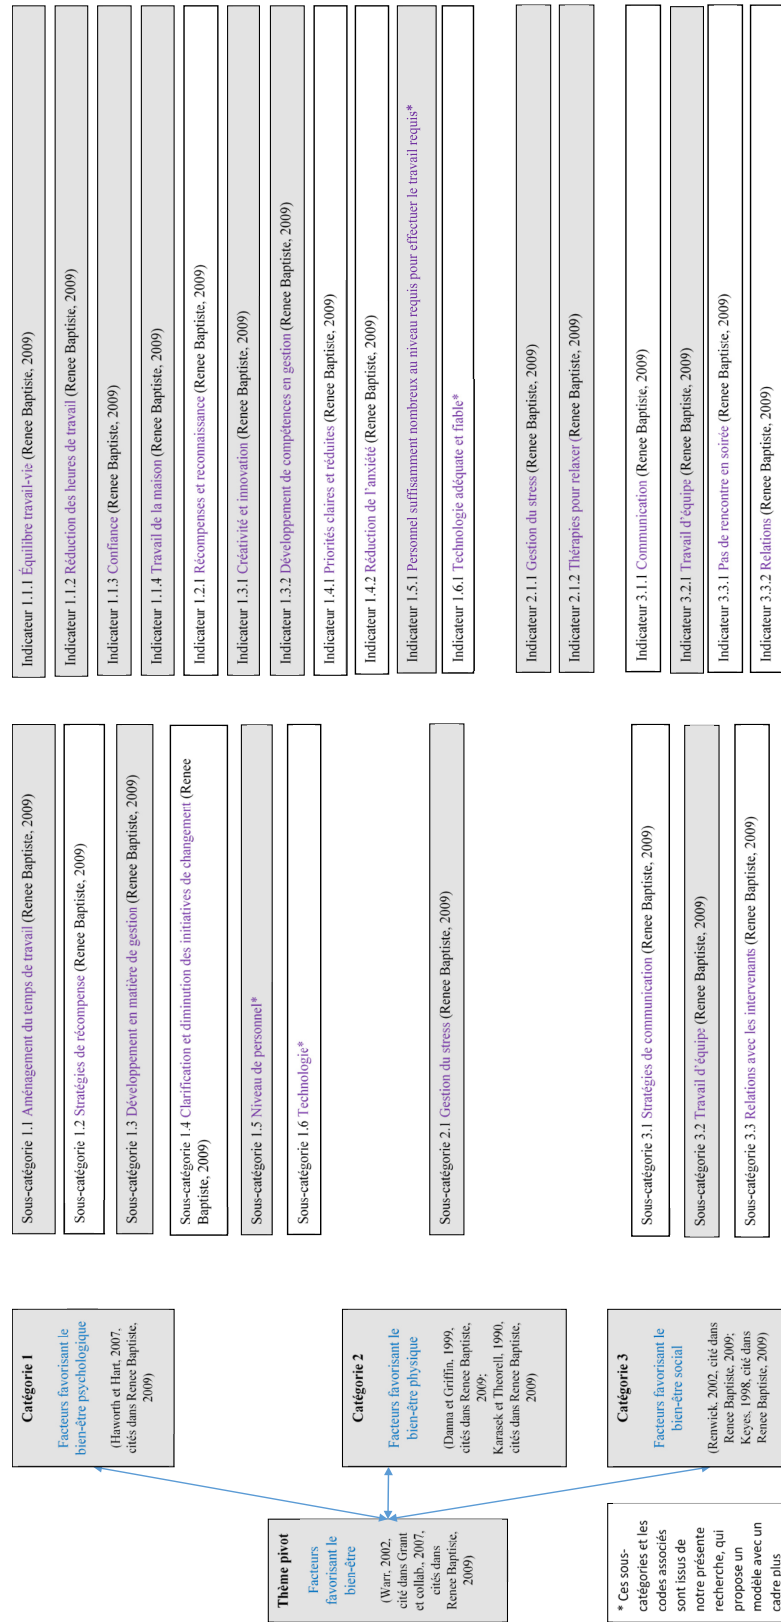 Thème pivot
Facteurs
favorisant le
bien-être
(Warr. 2002,
cité dans Grant
et collab., 2007,
cités dans
Renee Baptiste,
2009)
* Ces sous-
catégories et les
codes associés
sont issus de
notre présente
recherche, qui
propose un
modèle avec un
cadre plus
Catégorie 1
Facteurs favorisant le
bien-être psychologique
(Haworth et Hart, 2007,
cités dans Renee Baptiste,
2009)
Catégorie 2
Facteurs favorisant le
bien-être physique
(Danna et Griffin, 1999,
cités dans Renee Baptiste,
2009;
Karasek et Theorell, 1990,
cités dans Renee Baptiste,
2009)
Catégorie 3
Facteurs favorisant le
bien-être social
(Renwick, 2002, cité dans
Renee Baptiste, 2009;
Keyes, 1998, cité dans
Renee Baptiste, 2009)
Sous-catégorie 1.1 Aménagement du temps de travail (Renee Baptiste, 2009)
Sous-catégorie 1.2 Stratégies de récompense (Renee Baptiste, 2009)
Sous-catégorie 1.3 Développement en matière de gestion (Renee Baptiste, 2009)
Sous-catégorie 1.4 Clarification et diminution des initiatives de changement (Renee
Baptiste, 2009)
Sous-catégorie 1.5 Niveau de personnel*
Sous-catégorie 1.6 Technologie*
Sous-catégorie 2.1 Gestion du stress (Renee Baptiste, 2009)
Sous-catégorie 3.1 Stratégies de communication (Renee Baptiste, 2009)
Sous-catégorie 3.2 Travail d'équipe (Renee Baptiste, 2009)
Sous-catégorie 3.3 Relations avec les intervenants (Renee Baptiste, 2009)
Indicateur 1.1.1 Équilibre travail-vie (Renee Baptiste, 2009)
Indicateur 1.1.2 Réduction des heures de travail (Renee Baptiste, 2009)
Indicateur 1.1.3 Confiance (Renee Baptiste, 2009)
Indicateur 1.1.4 Travail de la maison (Renee Baptiste, 2009)
Indicateur 1.2.1 Récompenses et reconnaissance (Renee Baptiste, 2009)
Indicateur 1.3.1 Créativité et innovation (Renee Baptiste, 2009)
Indicateur 1.3.2 Développement de compétences en gestion (Renee Baptiste, 2009)
Indicateur 1.4.1 Priorités claires et réduites (Renee Baptiste, 2009)
Indicateur 1.4.2 Réduction de l'anxiété (Renee Baptiste, 2009)
Indicateur 1.5.1 Personnel suffisamment nombreux au niveau requis pour effectuer le travail requis*
Indicateur 1.6.1 Technologie adéquate et fiable*
Indicateur 2.1.1 Gestion du stress (Renee Baptiste, 2009)
Indicateur 2.1.2 Thérapies pour relaxer (Renee Baptiste, 2009)
Indicateur 3.1.1 Communication (Renee Baptiste, 2009)
Indicateur 3.2.1 Travail d'équipe (Renee Baptiste, 2009)
Indicateur 3.3.1 Pas de rencontre en soirée (Renee Baptiste, 2009)
Indicateur 3.3.2 Relations (Renee Baptiste, 2009)